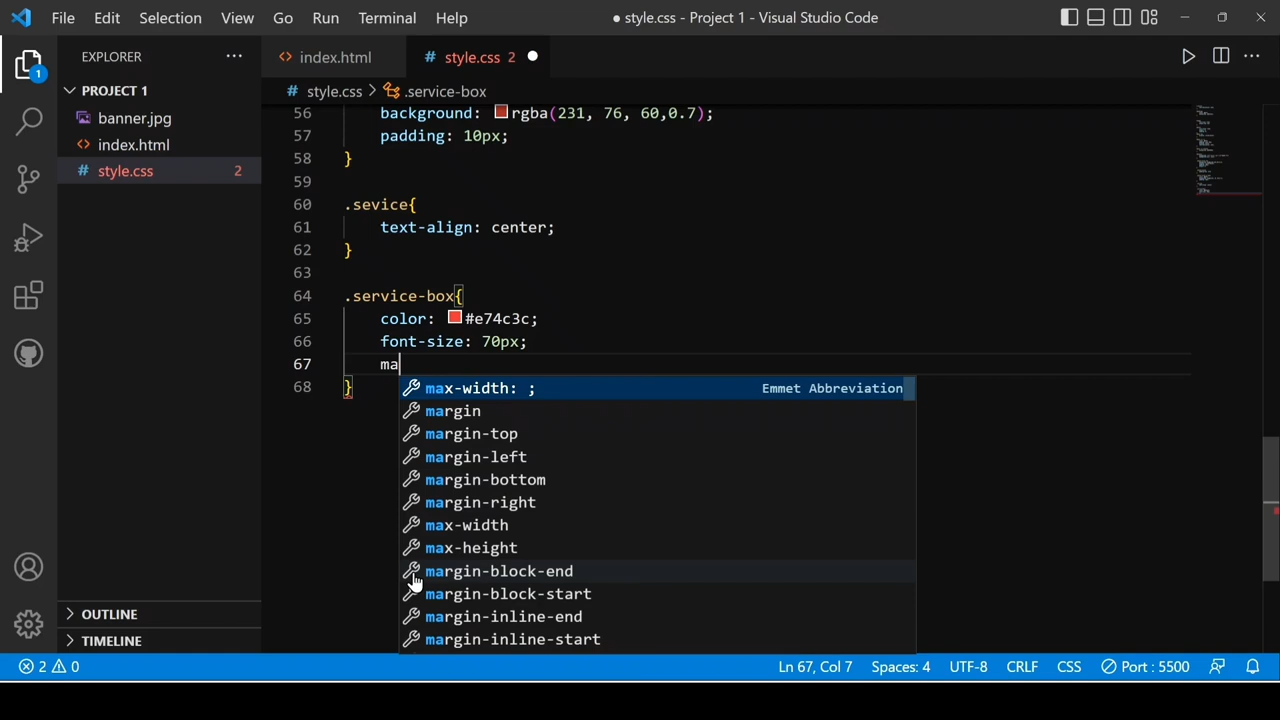 File Edit Selection View Go Run Terminal Help ● style.css - Project 1 - Visual Studio Code
EXPLORER ··· index.html # style.css 2
1
PROJECT 1
# style.css > .service-box
banner.jpg
index.html
# style.css 2
56 background: rgba(231, 76, 60,0.7);
57 padding: 10px;
58 }
59
60 .sevice{
61 text-align: center;
62 }
63
64 .service-box{
65 color: #e74c3c;
66 font-size: 70px;
67 ma
68 }
max-width: ; Emmet Abbreviation
margin
margin-top
margin-left
margin-bottom
margin-right
max-width
max-height
margin-block-end
margin-block-start
margin-inline-end
margin-inline-start
OUTLINE
TIMELINE
2 0 Ln 67, Col 7 Spaces: 4 UTF-8 CRLF CSS Port : 5500